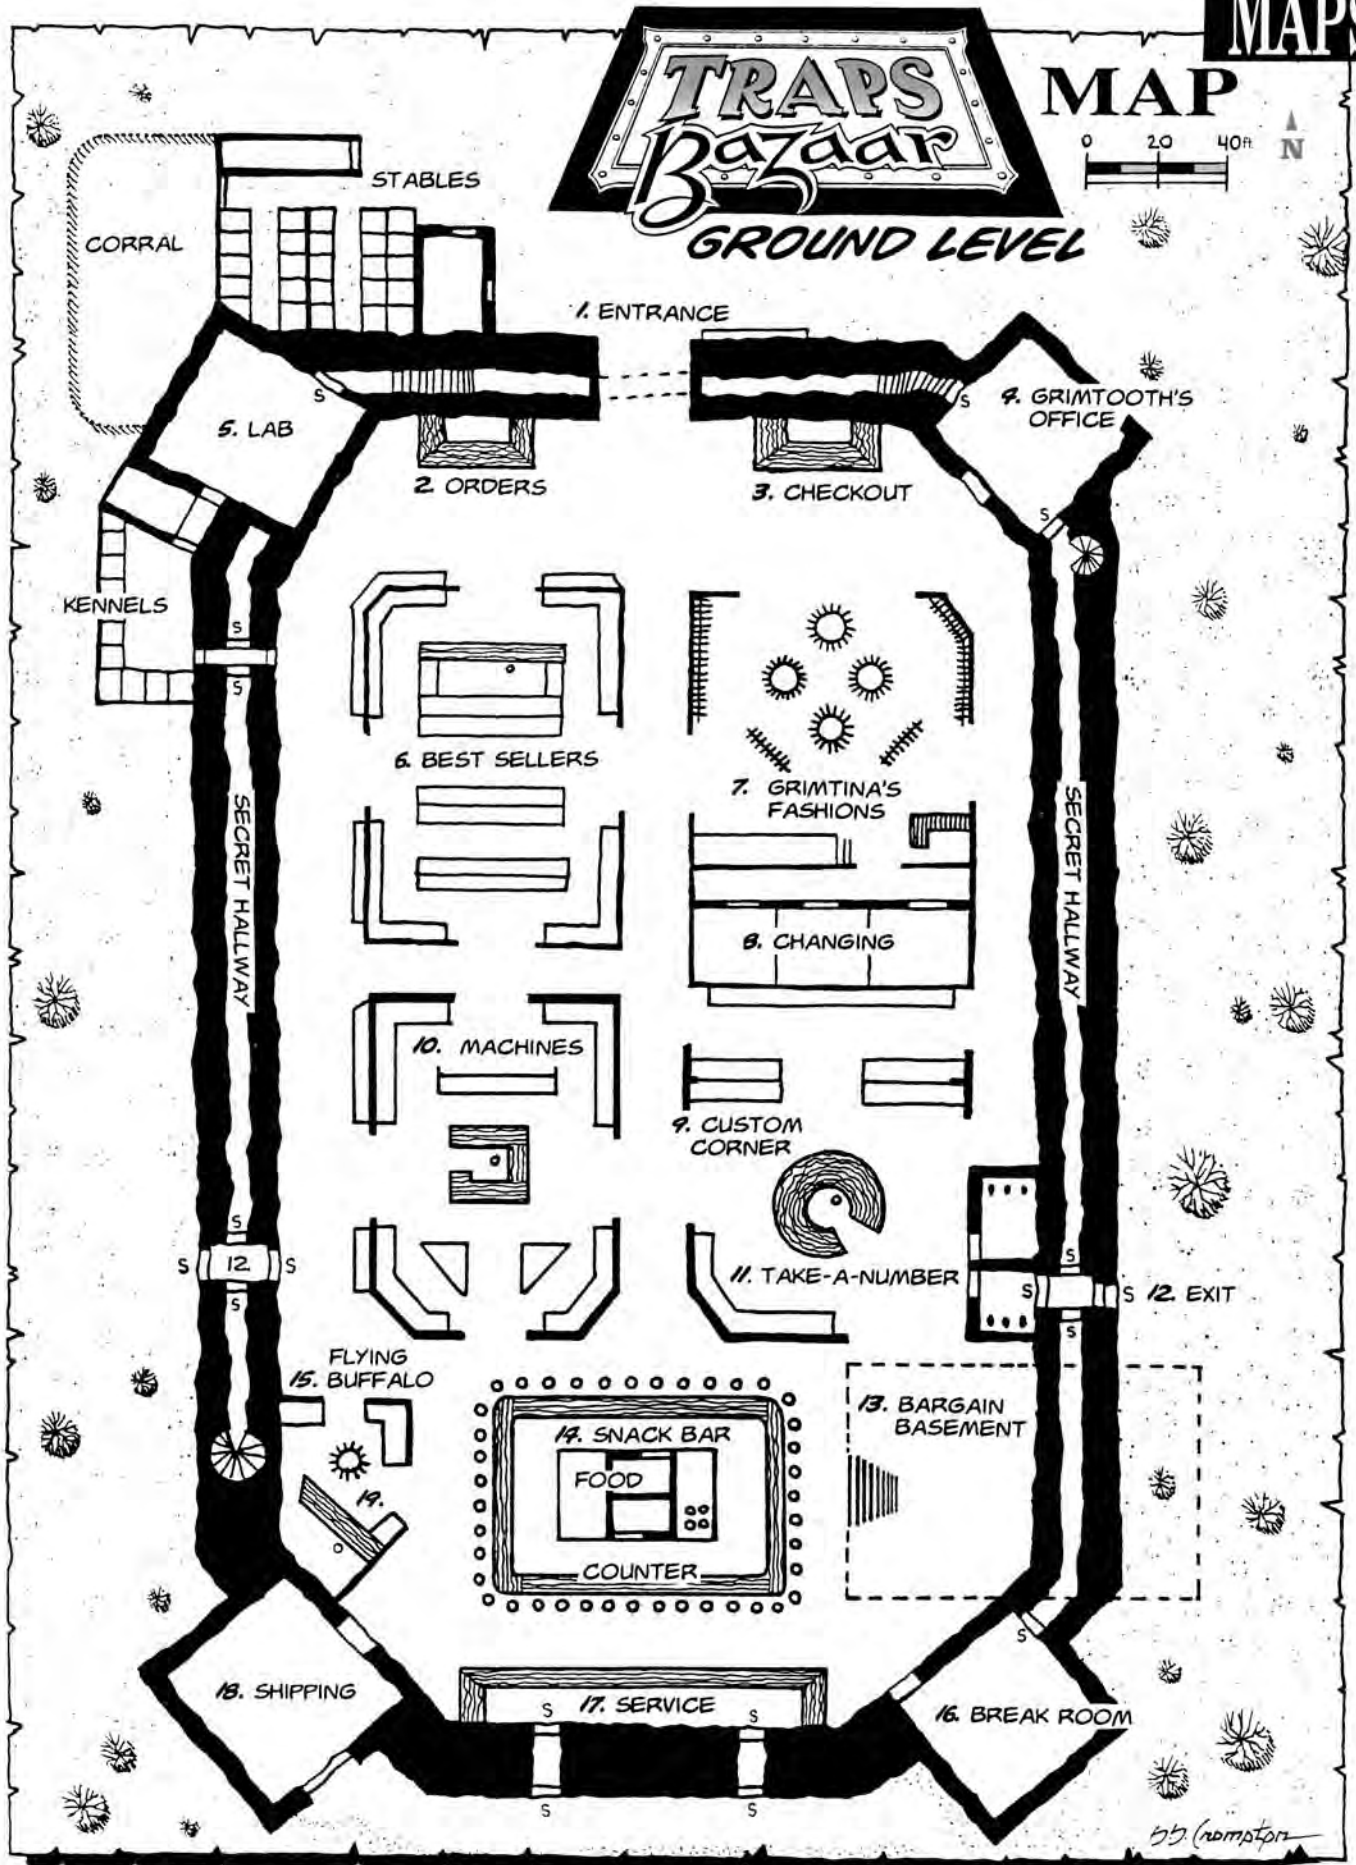 MAPS
TRAPS
Bazaar
MAP
0 20 40 ft.
N
GROUND LEVEL
STABLES
CORRAL
1. ENTRANCE
S
S
4. GRIMTOOTH'S
OFFICE
5. LAB
2. ORDERS
3. CHECKOUT
S
KENNELS
S
S
6. BEST SELLERS
7. GRIMTINA'S
FASHIONS
SECRET HALLWAY
SECRET HALLWAY
8. CHANGING
10. MACHINES
9. CUSTOM
CORNER
S
S 12 S
S
11. TAKE-A-NUMBER
S
S S 12. EXIT
S
FLYING
15. BUFFALO
13. BARGAIN
BASEMENT
14. SNACK BAR
FOOD
19.
COUNTER
S
18. SHIPPING
17. SERVICE
S S
16. BREAK ROOM
S S